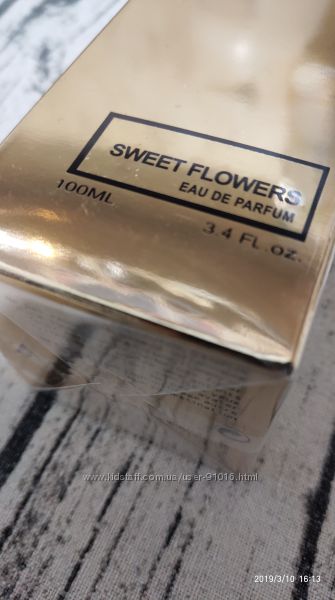 SWEET FLOWERS
EAU DE PARFUM
100ML
3.4 FL.oz.
www.kidstaff.com.ua/user-91016.html
2019/3/10 16:13